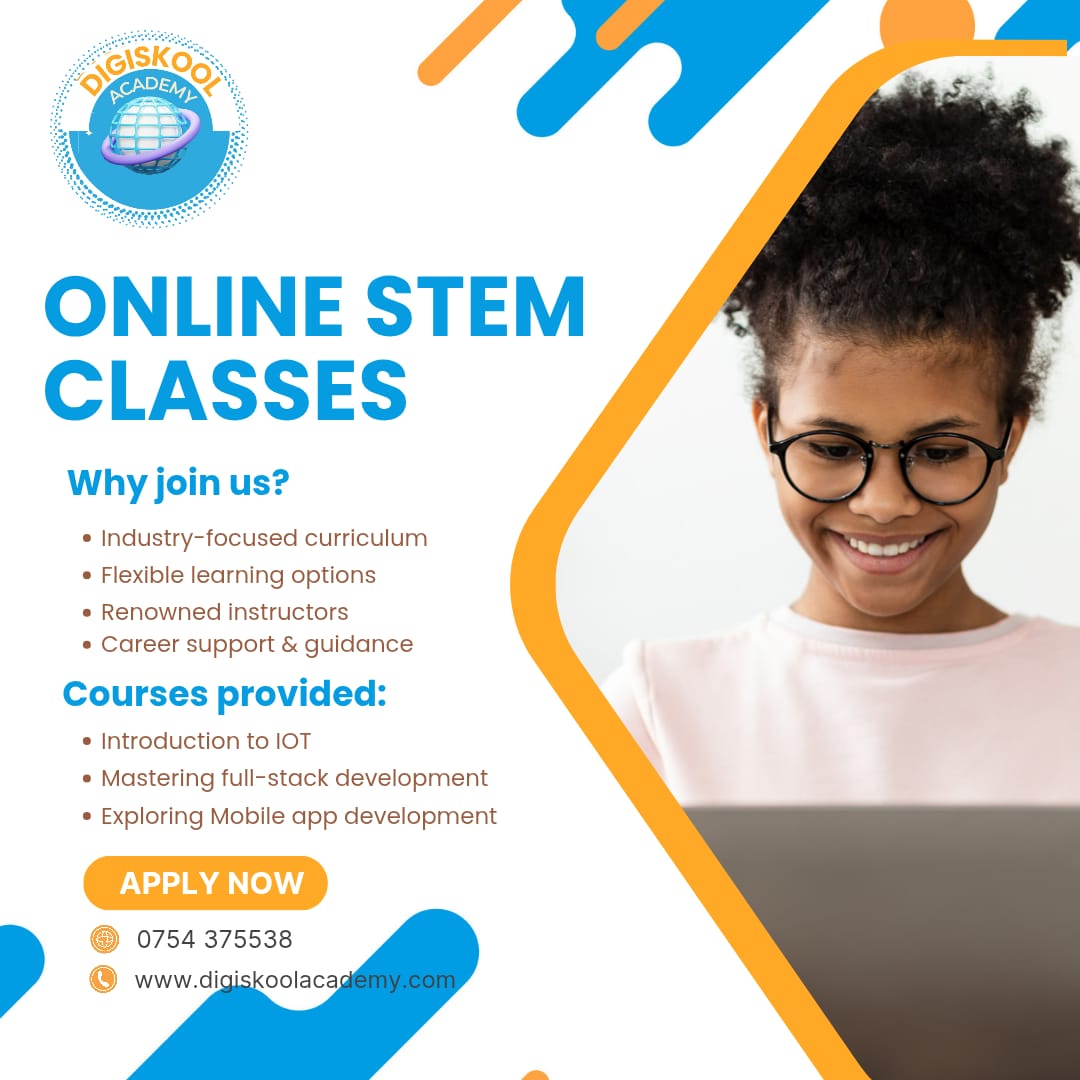 DIGISKOOL
ACADEMY
ONLINE STEM
CLASSES
Why join us?
• Industry-focused curriculum
• Flexible learning options
• Renowned instructors
• Career support & guidance
Courses provided:
• Introduction to IOT
• Mastering full-stack development
• Exploring Mobile app development
APPLY NOW
0754 375538
www.digiskoolacademy.com